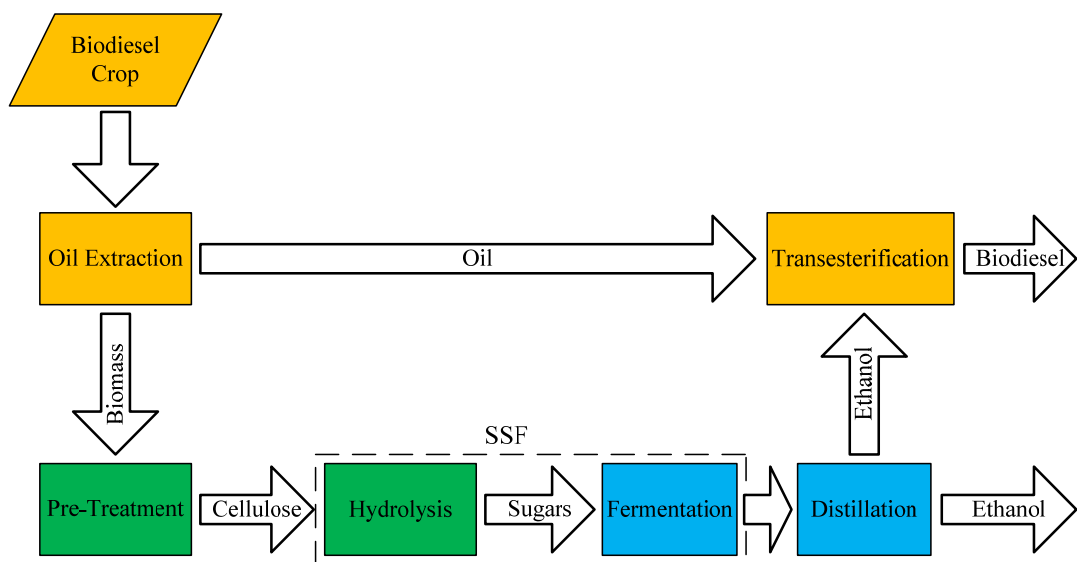 Biodiesel
Crop
Oil Extraction
Oil
Transesterification
Biodiesel
Biomass
Ethanol
SSF
Pre-Treatment
Cellulose
Hydrolysis
Sugars
Fermentation
Distillation
Ethanol